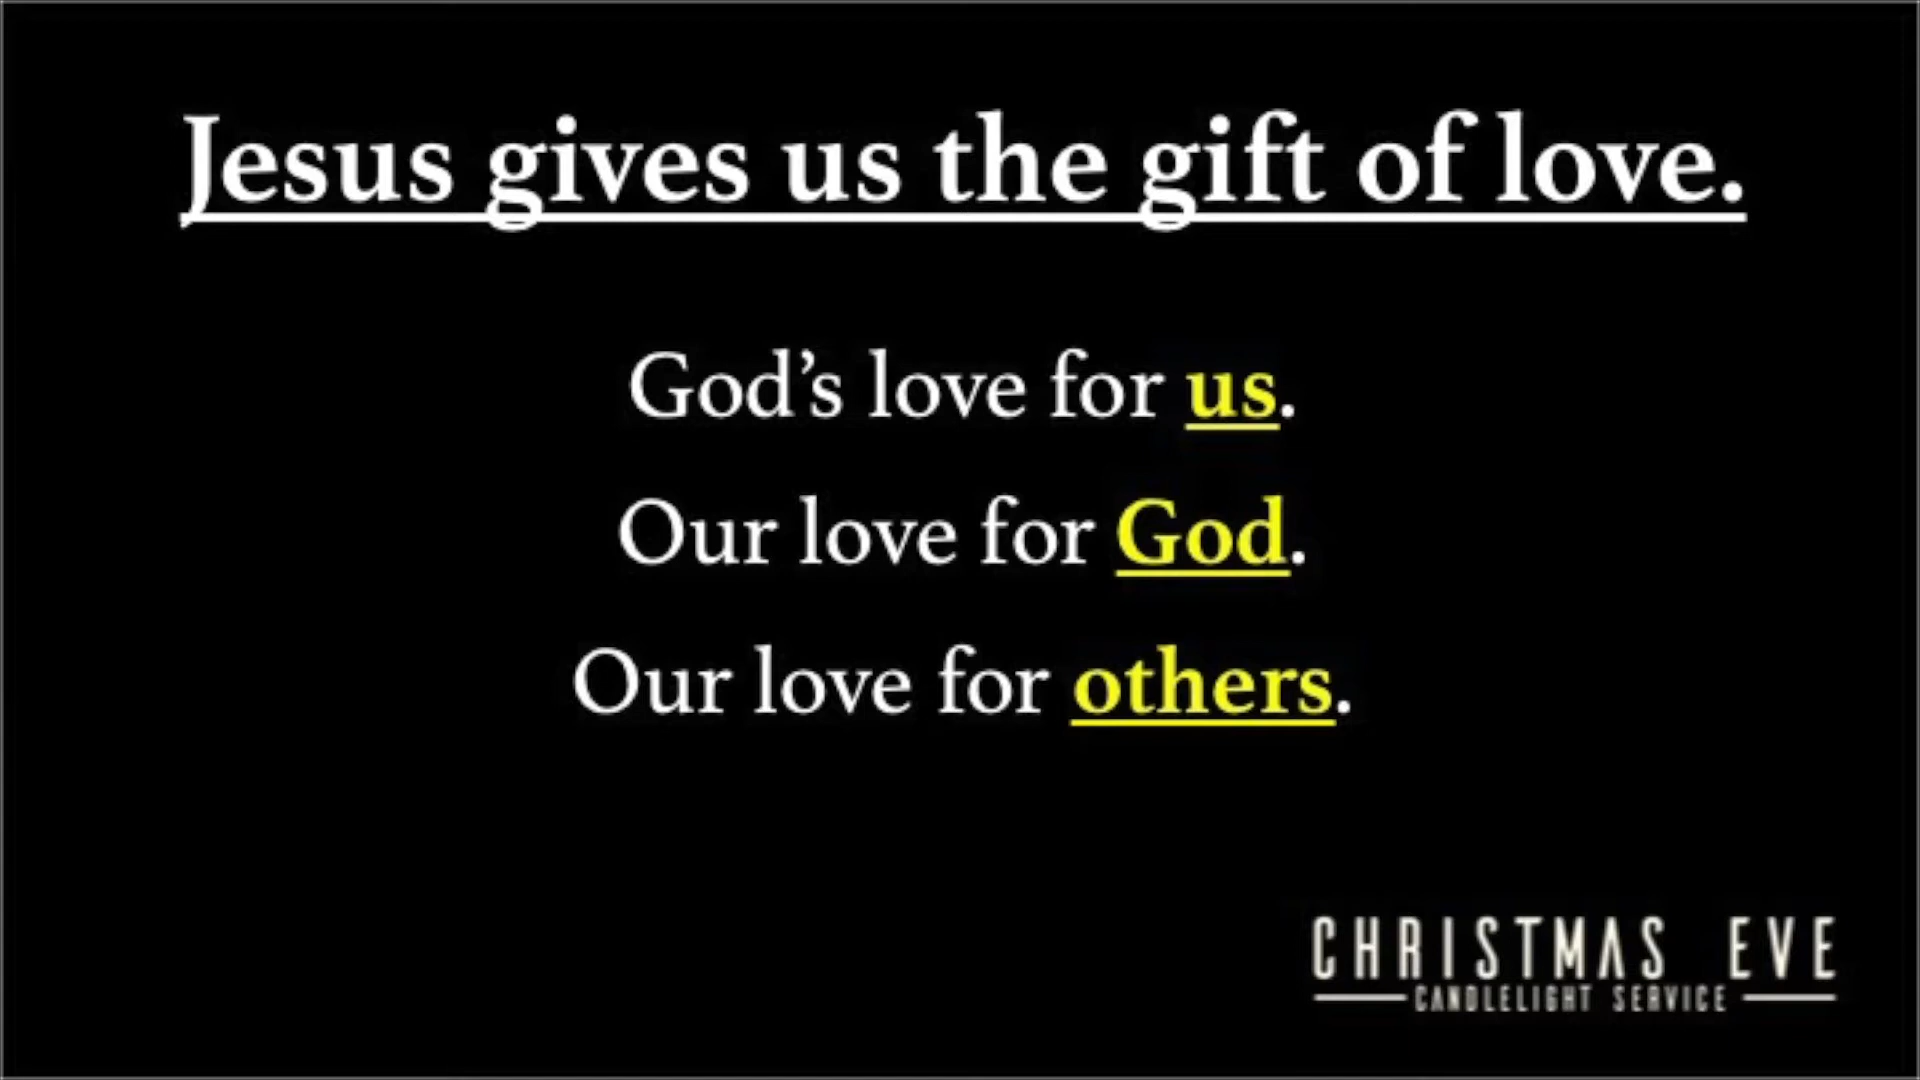 Jesus gives us the gift of love.
God’s love for us.
Our love for God.
Our love for others.
CHRISTMAS EVE
CANDLELIGHT SERVICE